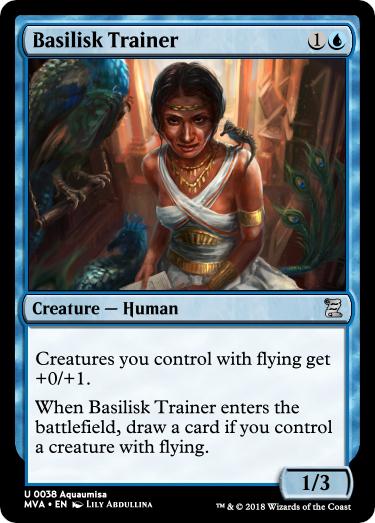 Basilisk Trainer 1
Creature — Human
Creatures you control with flying get
+0/+1.
When Basilisk Trainer enters the
battlefield, draw a card if you control
a creature with flying.
1/3
U 0038 Aquaumisa
MVA • EN Lily Abdullina
™ & © 2018 Wizards of the Coast